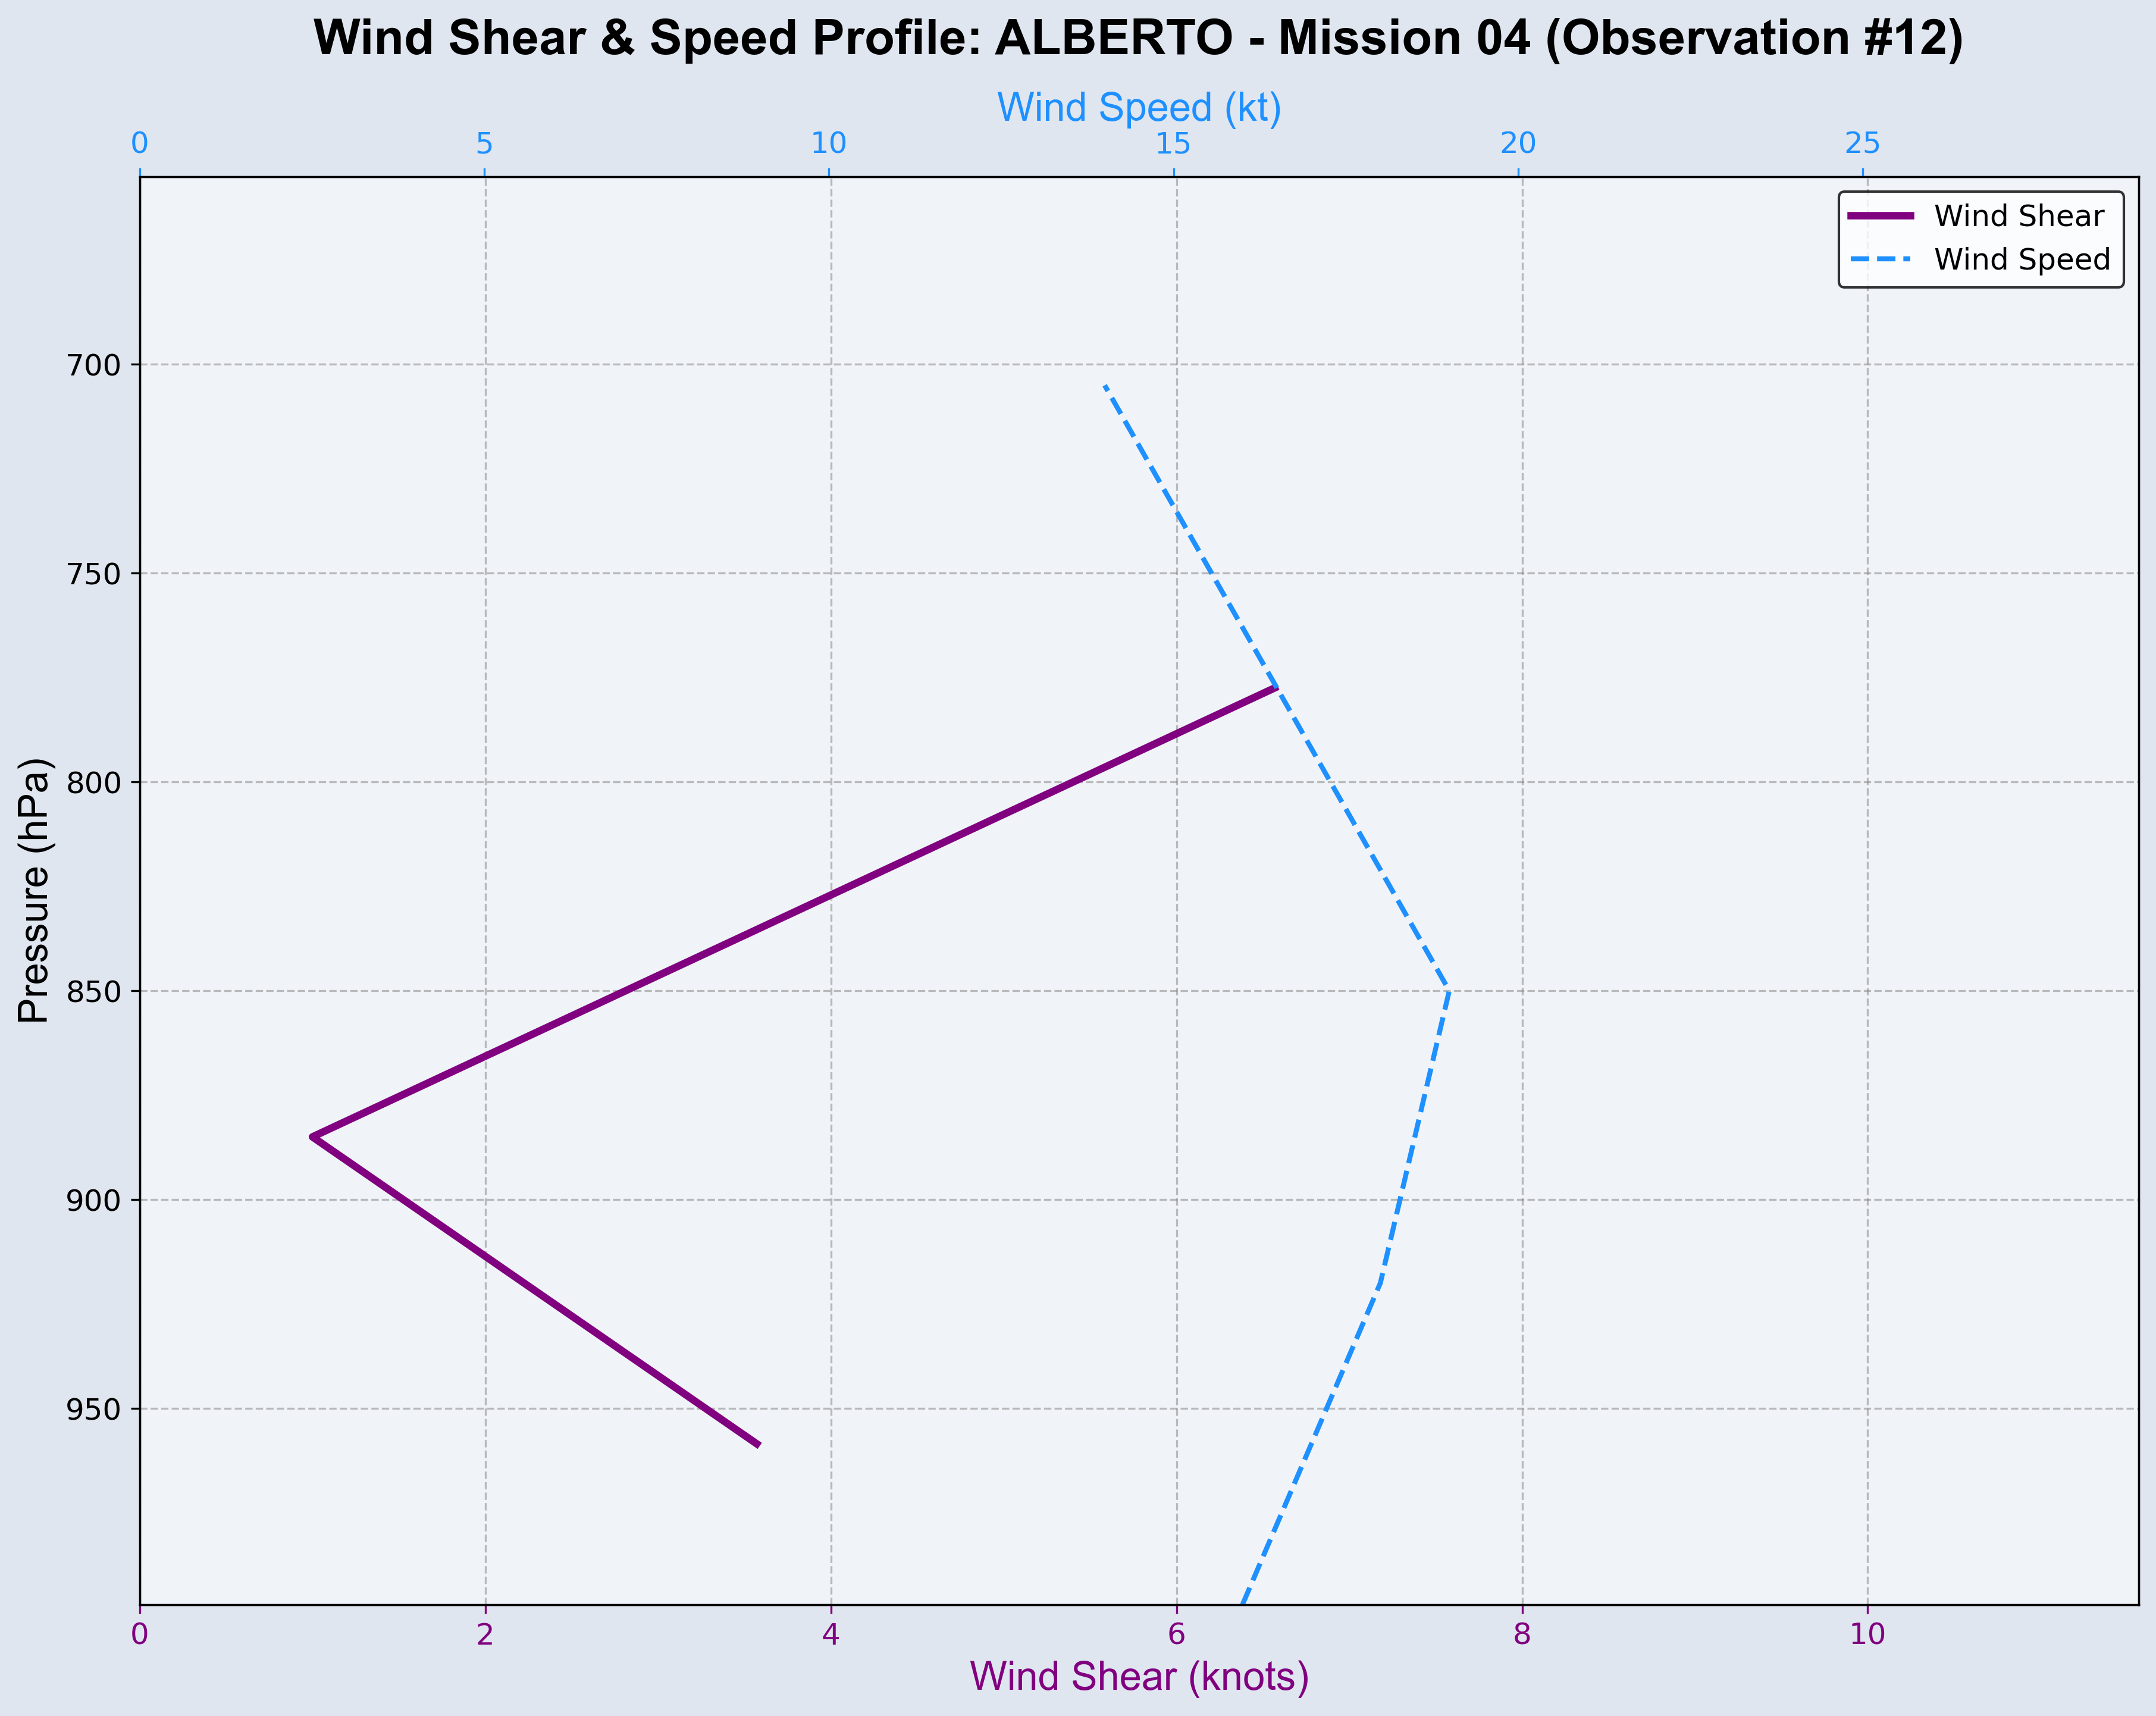 Wind Shear & Speed Profile: ALBERTO - Mission 04 (Observation #12)
Wind Speed (kt)
0 5 10 15 20 25
Wind Shear
Wind Speed
700
750
800
850
900
950
Pressure (hPa)
0 2 4 6 8 10
Wind Shear (knots)